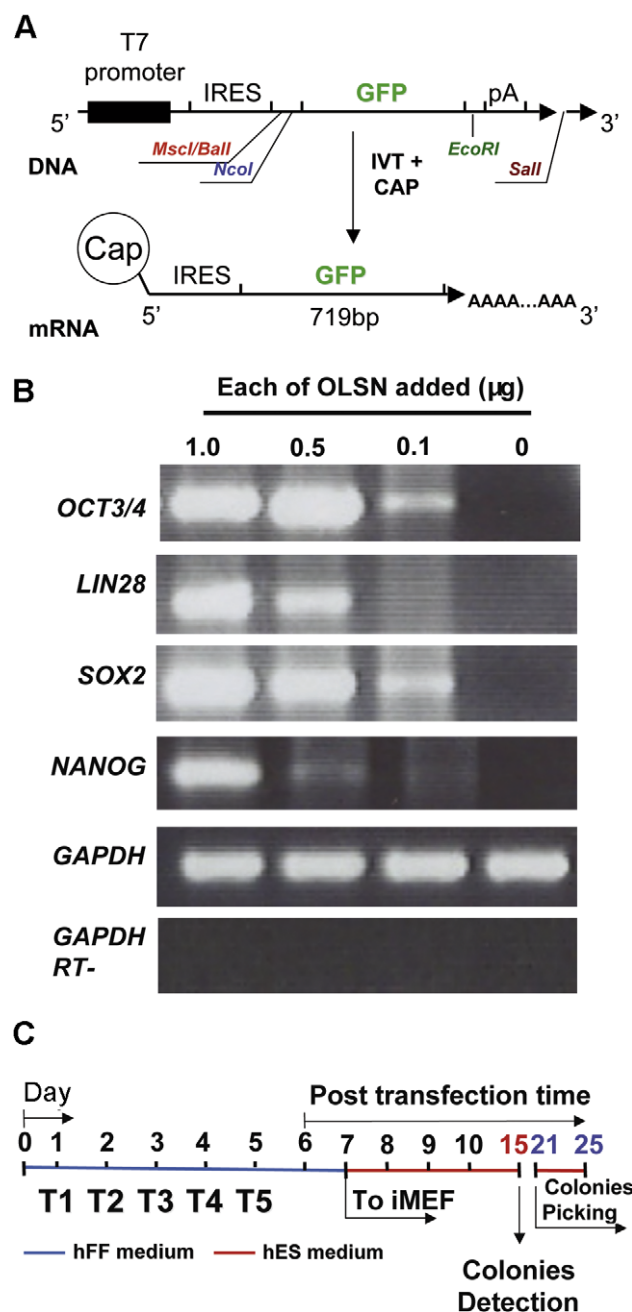 A
T7
promoter
IRES GFP pA
5' 3'
MscI/BalI
NcoI
EcoRI
SalI
DNA
IVT +
CAP
Cap
IRES GFP
AAAA...AAA
5' 719bp 3'
mRNA
B
Each of OLSN added (µg)
1.0 0.5 0.1 0
OCT3/4
LIN28
SOX2
NANOG
GAPDH
GAPDH
RT-
C
Day Post transfection time
0 1 2 3 4 5 6 7 8 9 10 15 21 25
T1 T2 T3 T4 T5 To iMEF Colonies
Picking
hFF medium hES medium
Colonies
Detection